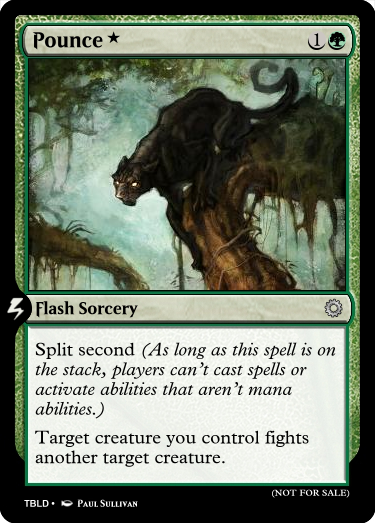 Pounce ★ 1
Flash Sorcery
Split second (As long as this spell is on
the stack, players can't cast spells or
activate abilities that aren't mana
abilities.)
Target creature you control fights
another target creature.
(NOT FOR SALE)
TBLD • Paul Sullivan